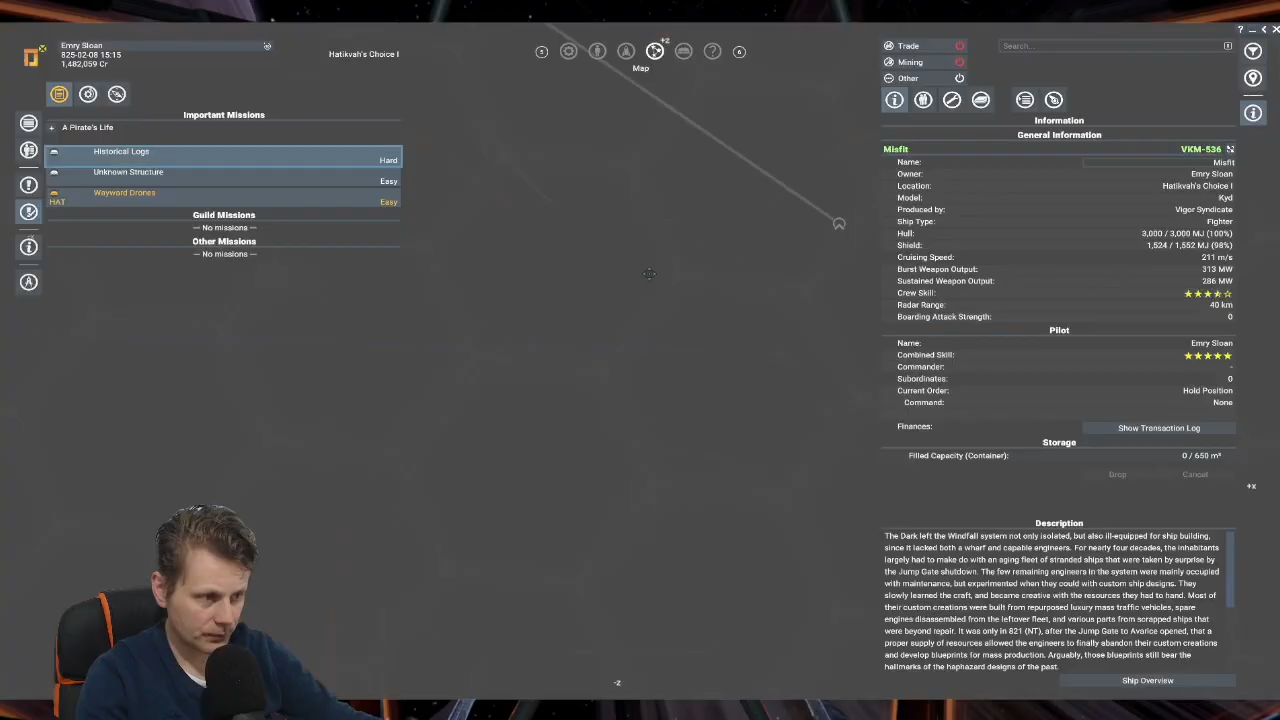 Emry Sloan
825-02-08 15:15
1,482,059 Cr
Hatikvah's Choice I
S
?
6
+z
Map
Trade
Mining
Other
Search...
?
Important Missions
+ A Pirate's Life
Historical Logs
Hard
Unknown Structure
Easy
Wayward Drones
HAT
Easy
Guild Missions
— No missions —
Other Missions
— No missions —
Information
General Information
Misfit VKM-536
Name: Misfit
Owner: Emry Sloan
Location: Hatikvah's Choice I
Model: Kyd
Produced by: Vigor Syndicate
Ship Type: Fighter
Hull: 3,000 / 3,000 MJ (100%)
Shield: 1,524 / 1,552 MJ (98%)
Cruising Speed: 211 m/s
Burst Weapon Output: 313 MW
Sustained Weapon Output: 286 MW
Crew Skill:
Radar Range: 40 km
Boarding Attack Strength: 0
Pilot
Name: Emry Sloan
Combined Skill:
Commander: -
Subordinates: 0
Current Order: Hold Position
Command: None
Finances: Show Transaction Log
Storage
Filled Capacity (Container): 0 / 650 m³
Drop Cancel
+x
Description
The Dark left the Windfall system not only isolated, but also ill-equipped for ship building,
since it lacked both a wharf and capable engineers. For nearly four decades, the inhabitants
largely had to make do with an aging fleet of stranded ships that were taken by surprise by
the Jump Gate shutdown. The few remaining engineers in the system were mainly occupied
with maintenance, but experimented when they could with custom ship designs. They
slowly learned the craft, and became creative with the resources they had to hand. Most of
their custom creations were built from repurposed luxury mass traffic vehicles, spare
engines disassembled from the leftover fleet, and various parts from scrapped ships that
were beyond repair. It was only in 821 (NT), after the Jump Gate to Avarice opened, that a
proper supply of resources allowed the engineers to finally abandon their custom creations
and develop blueprints for mass production. Arguably, those blueprints still bear the
hallmarks of the haphazard designs of the past.
Ship Overview
-z